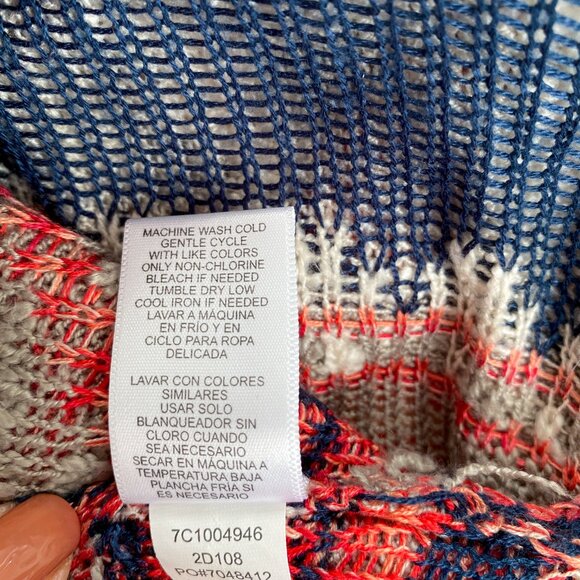 MACHINE WASH COLD
GENTLE CYCLE
WITH LIKE COLORS
ONLY NON-CHLORINE
BLEACH IF NEEDED
TUMBLE DRY LOW
COOL IRON IF NEEDED
LAVAR A MÁQUINA
EN FRÍO Y EN
CICLO PARA ROPA
DELICADA
LAVAR CON COLORES
SIMILARES
USAR SOLO
BLANQUEADOR SIN
CLORO CUANDO
SEA NECESARIO
SECAR EN MÁQUINA A
TEMPERATURA BAJA
PLANCHA FRÍA SI
ES NECESARIO
7C1004946
2D108
PO#7048412